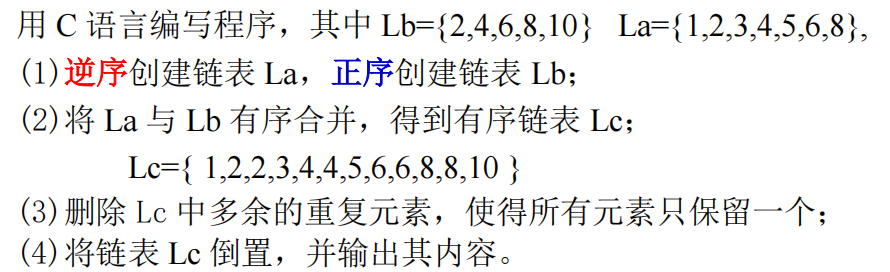 用 C 语言编写程序，其中 Lb={2,4,6,8,10} La={1,2,3,4,5,6,8},
(1)逆序创建链表 La，正序创建链表 Lb；
(2)将 La 与 Lb 有序合并，得到有序链表 Lc；
Lc={ 1,2,2,3,4,4,5,6,6,8,8,10 }
(3)删除 Lc 中多余的重复元素，使得所有元素只保留一个；
(4)将链表 Lc 倒置，并输出其内容。